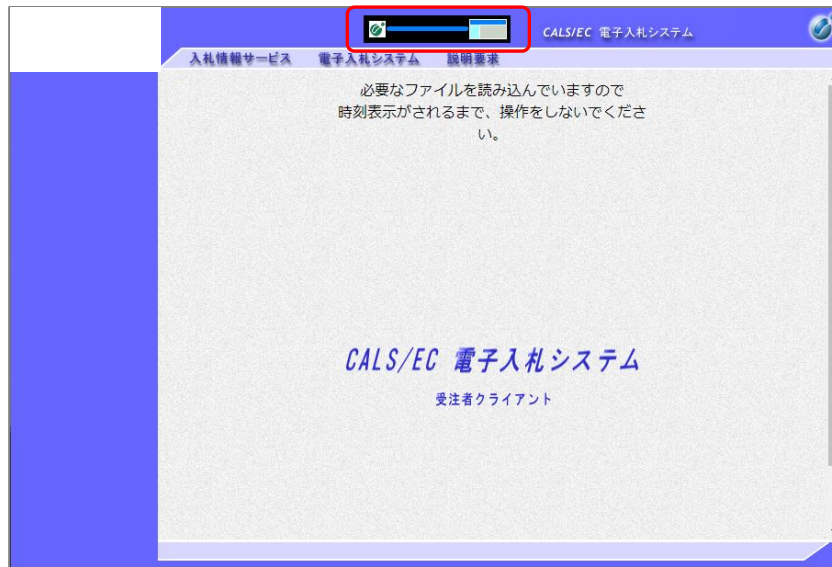 CALS/EC 電子入札システム
入札情報サービス 電子入札システム 説明要求
必要なファイルを読み込んでいますので
時刻表示がされるまで、操作をしないでくださ
い。
CALS/EC 電子入札システム
受注者クライアント